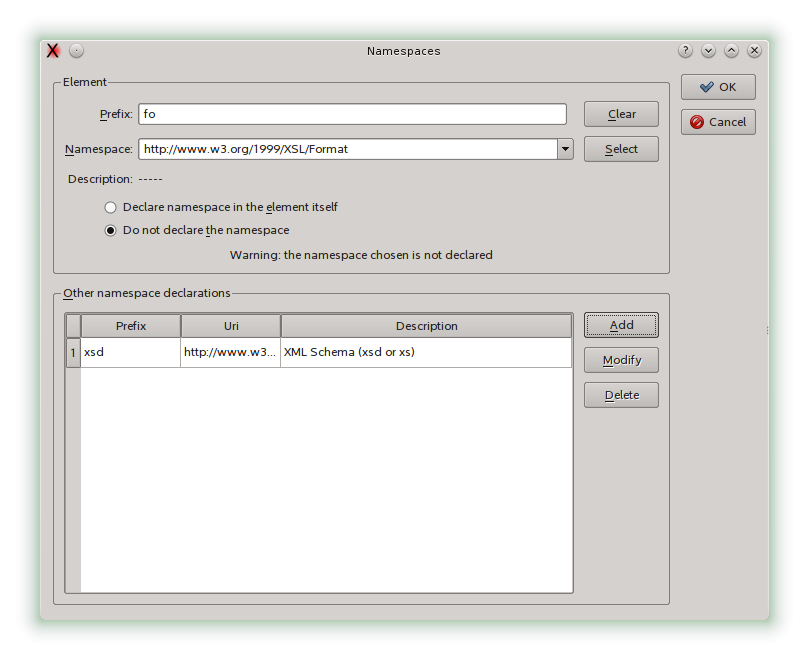 Namespaces
Element
Prefix: fo Clear
Namespace: http://www.w3.org/1999/XSL/Format Select
Description: -----
Declare namespace in the element itself
Do not declare the namespace
Warning: the namespace chosen is not declared
OK
Cancel
Other namespace declarations
Prefix Uri Description
1 xsd http://www.w3... XML Schema (xsd or xs)
Add
Modify
Delete